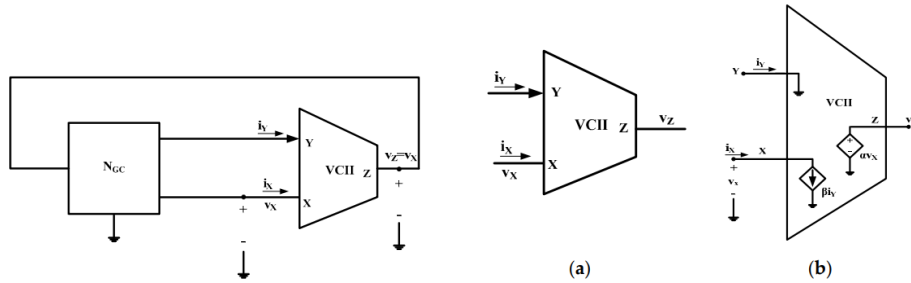 N_GC
i_Y
Y
VCII
v_Z=v_X
Z
i_X
v_X
X
+
-
+
-
i_Y
Y
VCII
Z
v_Z
i_X
v_X
X
(a)
i_Y
Y
VCII
Z
v
i_X
X
+
v_x
-
βi_Y
+
-
αv_X
(b)